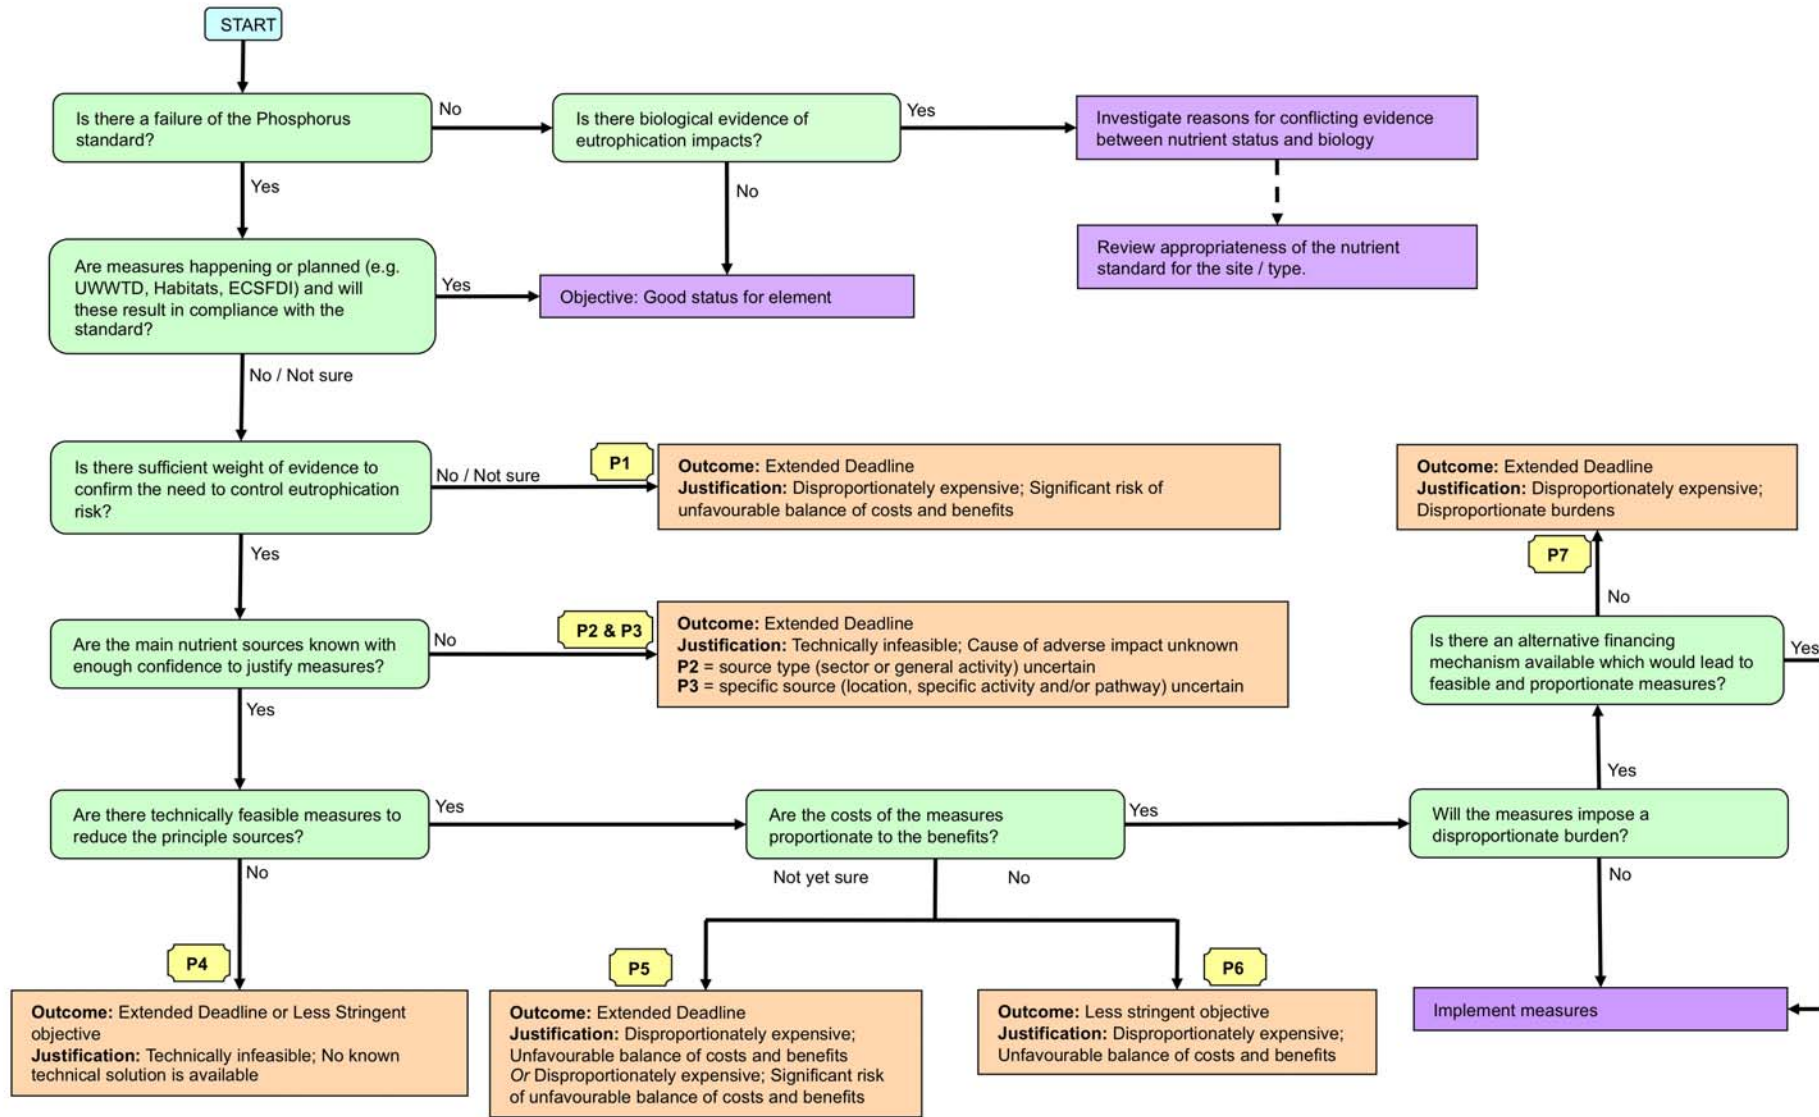 START
Is there a failure of the Phosphorus
standard?
No
Is there biological evidence of
eutrophication impacts?
Yes
Investigate reasons for conflicting evidence
between nutrient status and biology
Yes
No
Review appropriateness of the nutrient
standard for the site / type.
Are measures happening or planned (e.g.
UWWTD, Habitats, ECSFDI) and will
these result in compliance with the
standard?
Yes
Objective: Good status for element
No / Not sure
Is there sufficient weight of evidence to
confirm the need to control eutrophication
risk?
No / Not sure
P1
Outcome: Extended Deadline
Justification: Disproportionately expensive; Significant risk of
unfavourable balance of costs and benefits
Outcome: Extended Deadline
Justification: Disproportionately expensive;
Disproportionate burdens
P7
No
Yes
Are the main nutrient sources known with
enough confidence to justify measures?
No
P2 & P3
Outcome: Extended Deadline
Justification: Technically infeasible; Cause of adverse impact unknown
P2 = source type (sector or general activity) uncertain
P3 = specific source (location, specific activity and/or pathway) uncertain
Is there an alternative financing
mechanism available which would lead to
feasible and proportionate measures?
Yes
Yes
Yes
Are there technically feasible measures to
reduce the principle sources?
Yes
Are the costs of the measures
proportionate to the benefits?
Yes
Will the measures impose a
disproportionate burden?
No
Not yet sure
No
No
P4
P5
P6
Outcome: Extended Deadline or Less Stringent
objective
Justification: Technically infeasible; No known
technical solution is available
Outcome: Extended Deadline
Justification: Disproportionately expensive;
Unfavourable balance of costs and benefits
Or Disproportionately expensive; Significant risk
of unfavourable balance of costs and benefits
Outcome: Less stringent objective
Justification: Disproportionately expensive;
Unfavourable balance of costs and benefits
Implement measures